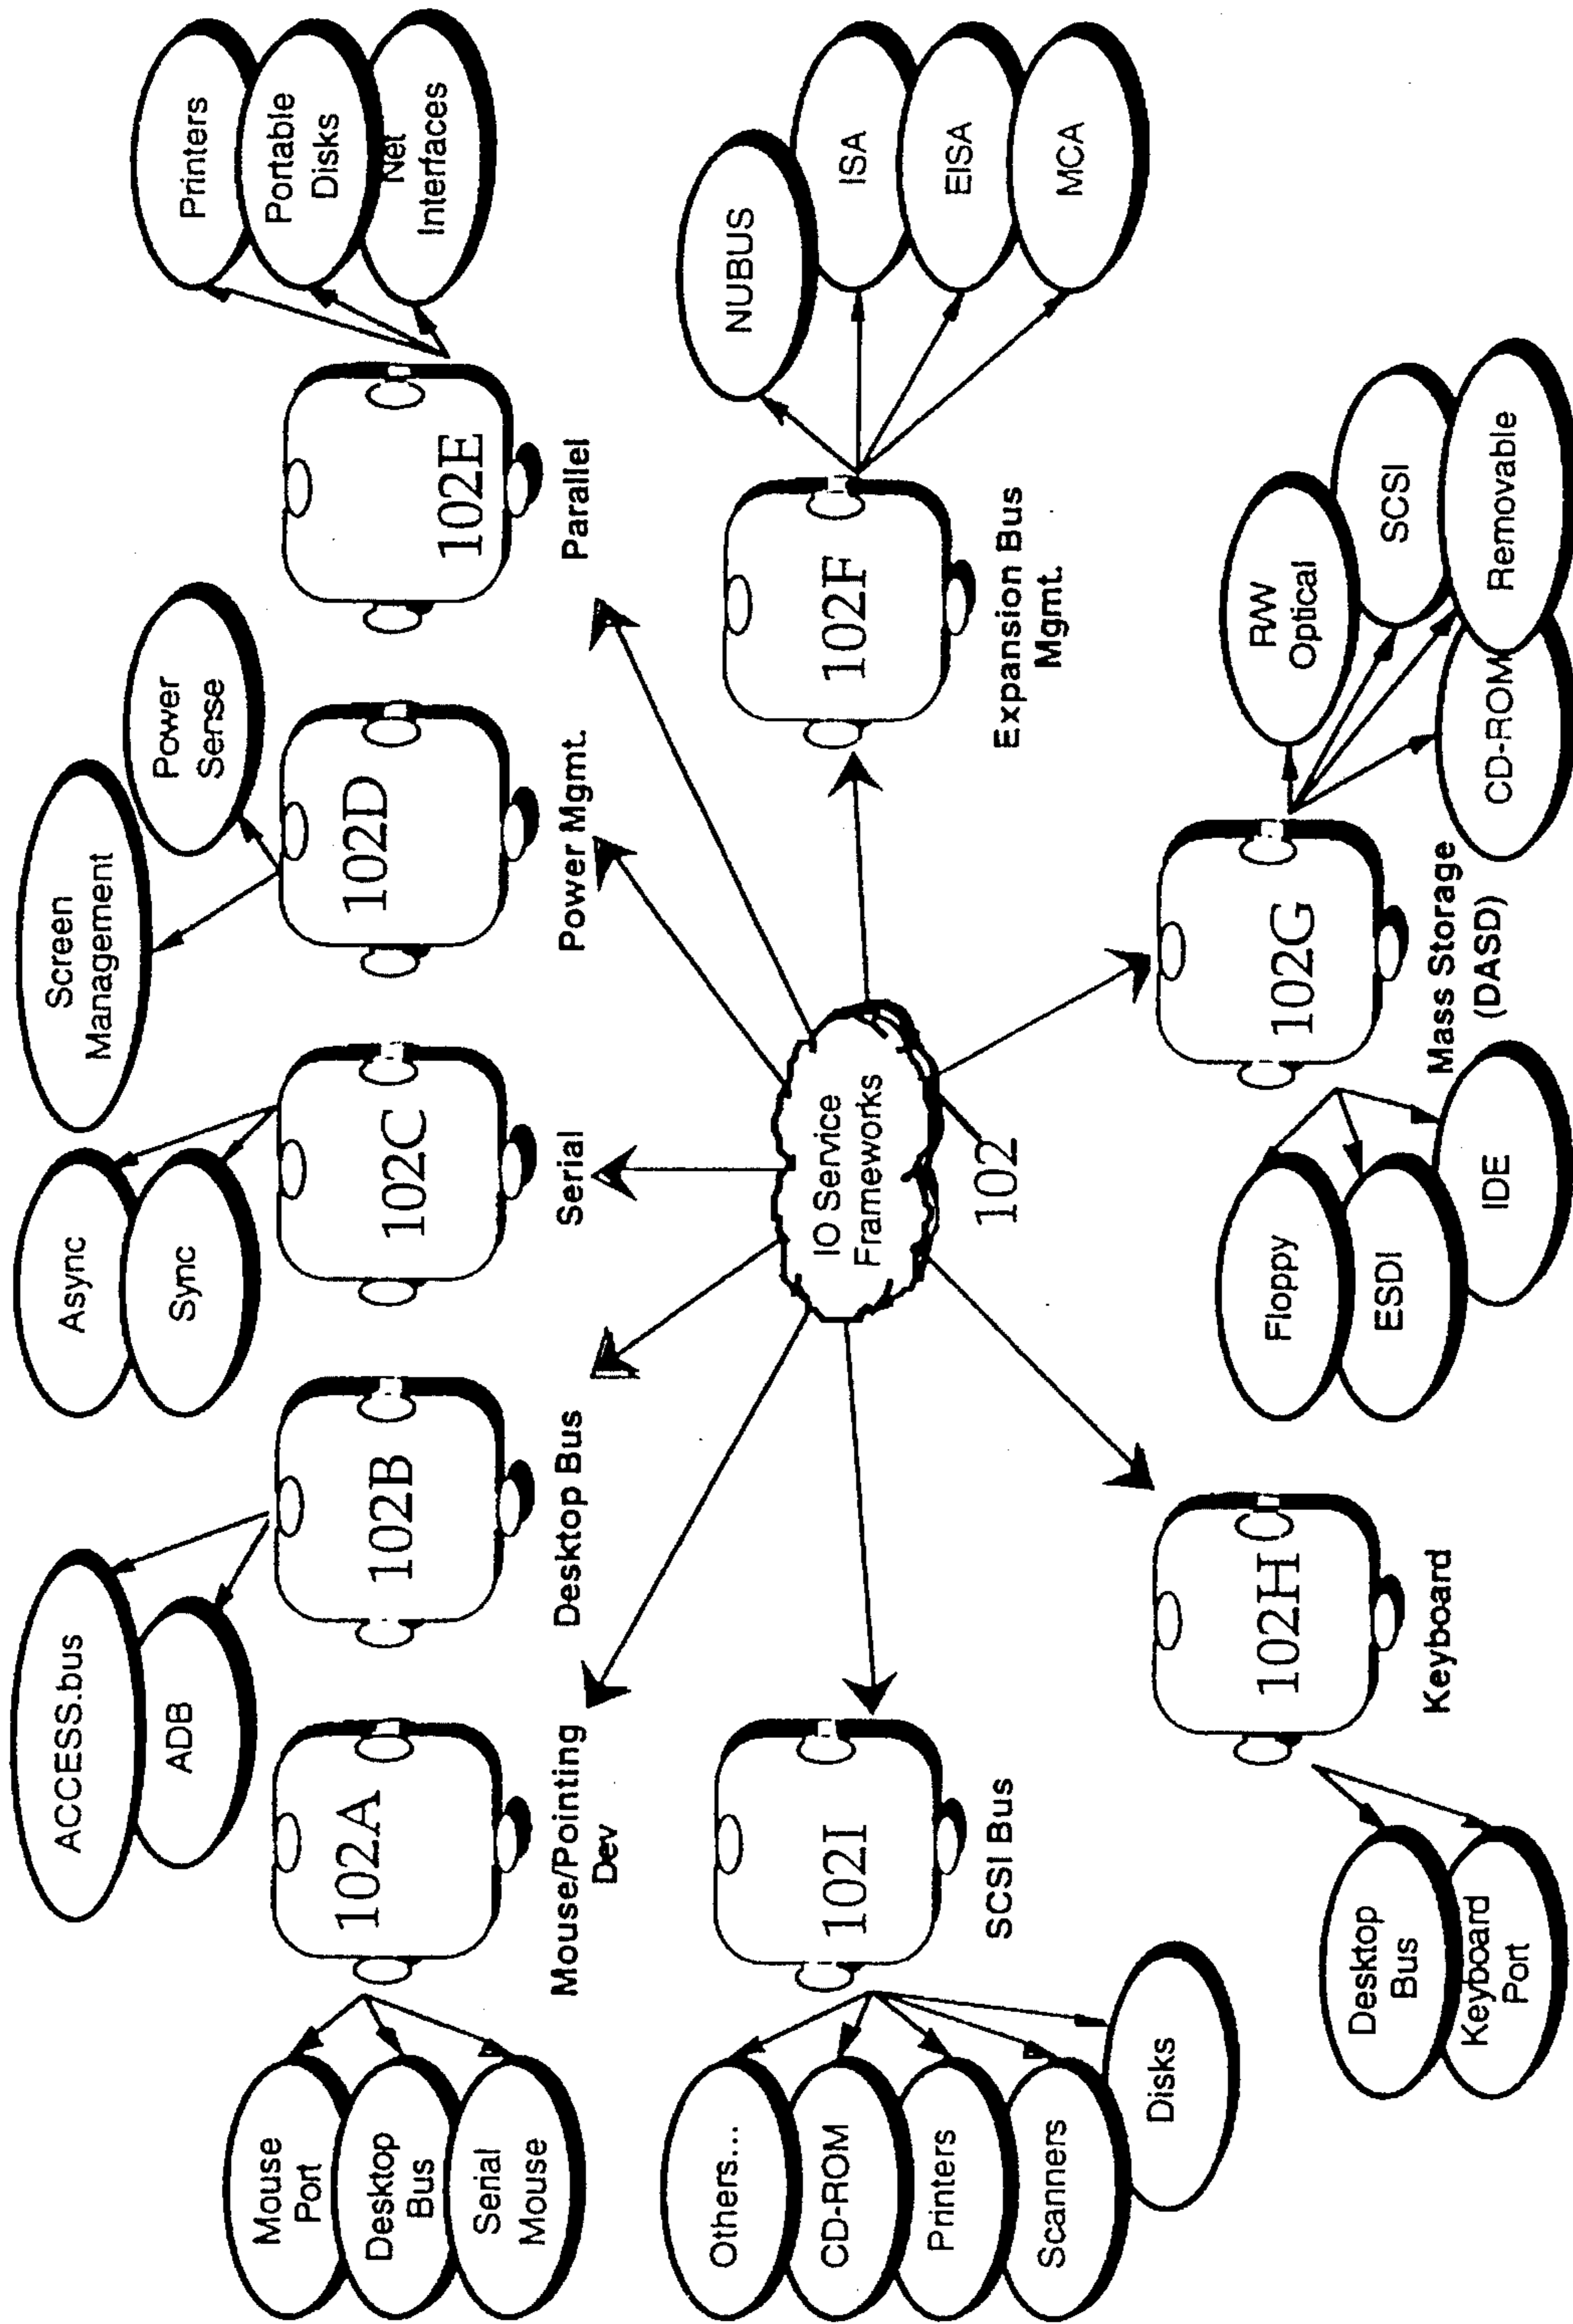 ACCESS.bus
ADB
Async
Sync
Screen
Management
Power
Sense
Printers
Portable
Disks
Net
Interfaces
Mouse
Port
Desktop
Bus
Serial
Mouse
102A
Mouse/Pointing
Dev
102B
Desktop Bus
102C
Serial
102D
Power Mgmt.
102E
Parallel
NUBUS
ISA
EISA
MCA
102F
Expansion Bus
Mgmt.
IO Service
Frameworks
102
Others...
CD-ROM
Printers
Scanners
Disks
102I
SCSI Bus
102H
Keyboard
Desktop
Bus
Keyboard
Port
102G
Mass Storage
(DASD)
Floppy
ESDI
IDE
R/W
Optical
SCSI
Removable
CD-ROM